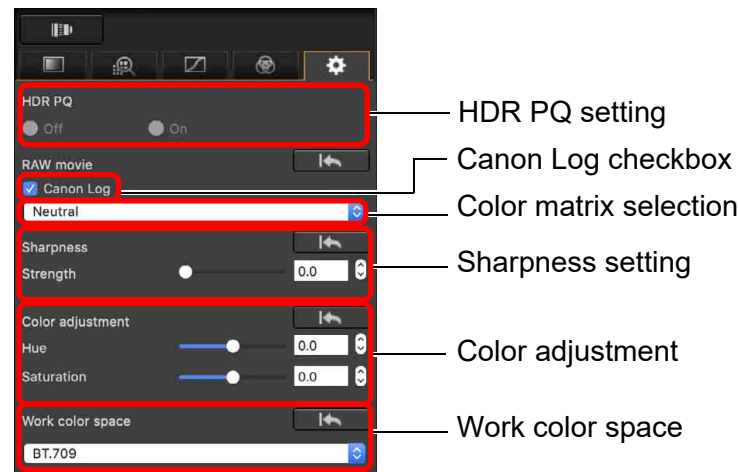 HDR PQ
Off On
HDR PQ setting
RAW movie
Canon Log
Canon Log checkbox
Neutral
Color matrix selection
Sharpness
Strength 0.0
Sharpness setting
Color adjustment
Hue 0.0
Saturation 0.0
Color adjustment
Work color space
BT.709
Work color space